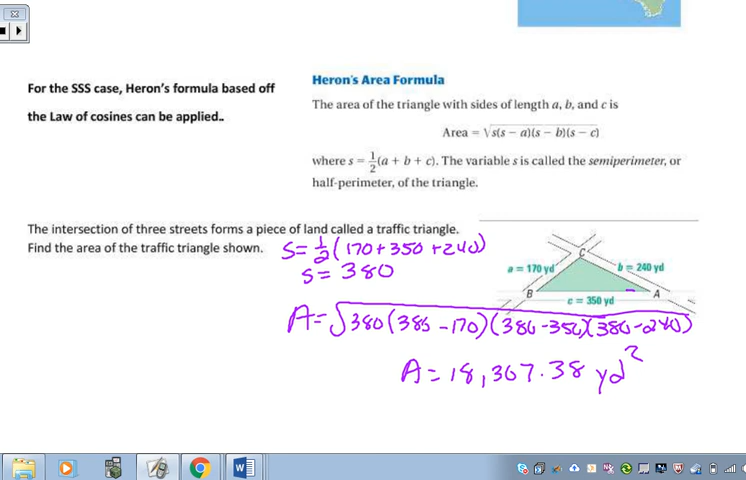 For the SSS case, Heron's formula based off
the Law of cosines can be applied..
Heron's Area Formula
The area of the triangle with sides of length a, b, and c is
Area = √s(s − a)(s − b)(s − c)
where s = 1/2(a + b + c). The variable s is called the semiperimeter, or
half-perimeter, of the triangle.
The intersection of three streets forms a piece of land called a traffic triangle.
Find the area of the traffic triangle shown.
S = 1/2(170+350+240)
S = 380
C
a = 170 yd
b = 240 yd
B
A
c = 350 yd
A = √380(380-170)(380-350)(380-240)
A = 18,307.38 yd²
W